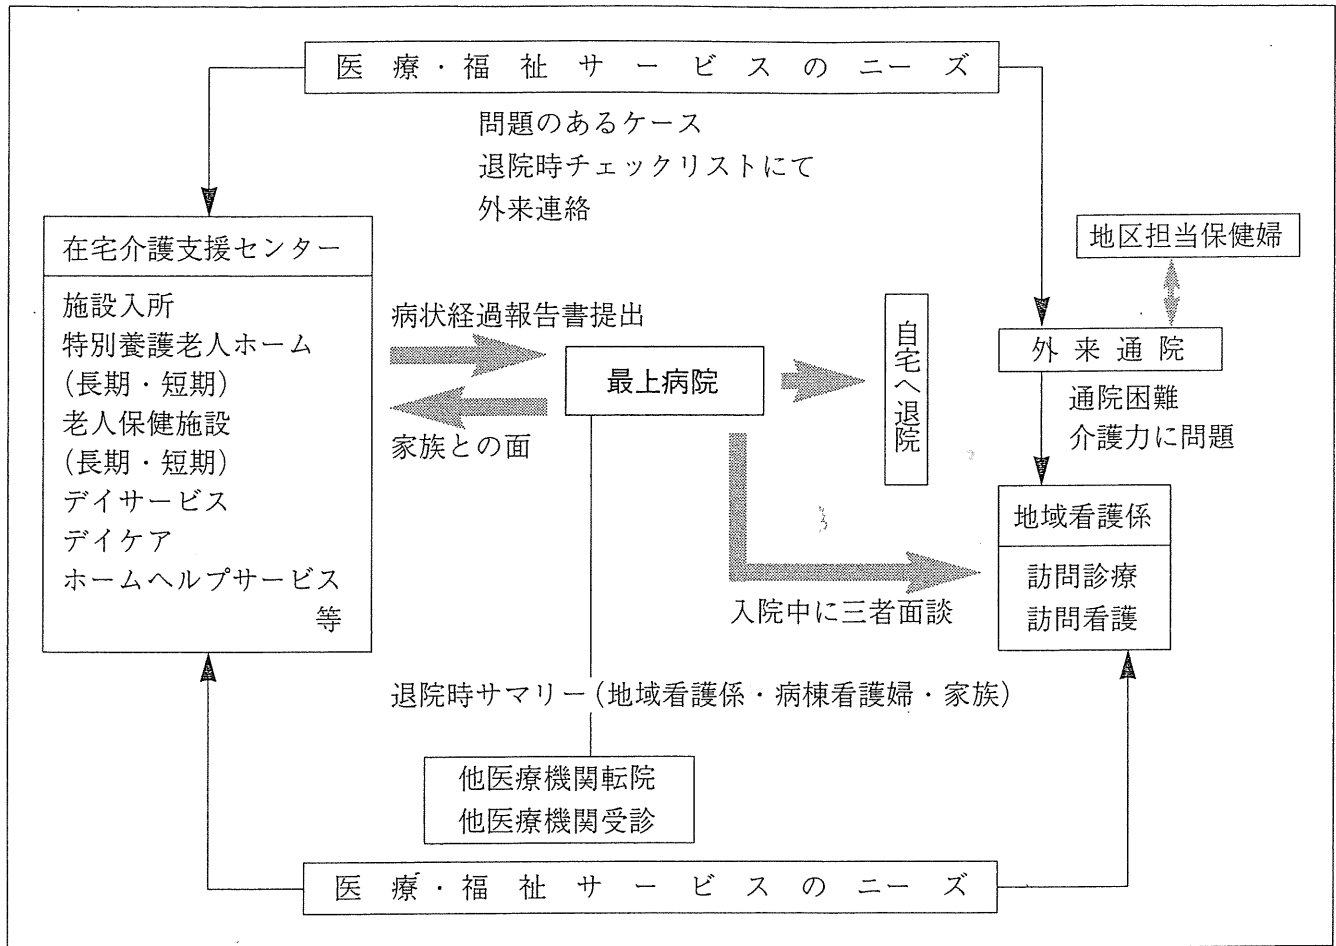 医療・福祉サービスのニーズ
問題のあるケース
退院時チェックリストにて
外来連絡
在宅介護支援センター
施設入所
特別養護老人ホーム
(長期・短期)
老人保健施設
(長期・短期)
デイサービス
デイケア
ホームヘルプサービス
等
病状経過報告書提出
家族との面
最上病院
自宅へ退院
地区担当保健婦
外来通院
通院困難
介護力に問題
地域看護係
訪問診療
訪問看護
入院中に三者面談
退院時サマリー(地域看護係・病棟看護婦・家族)
他医療機関転院
他医療機関受診
医療・福祉サービスのニーズ